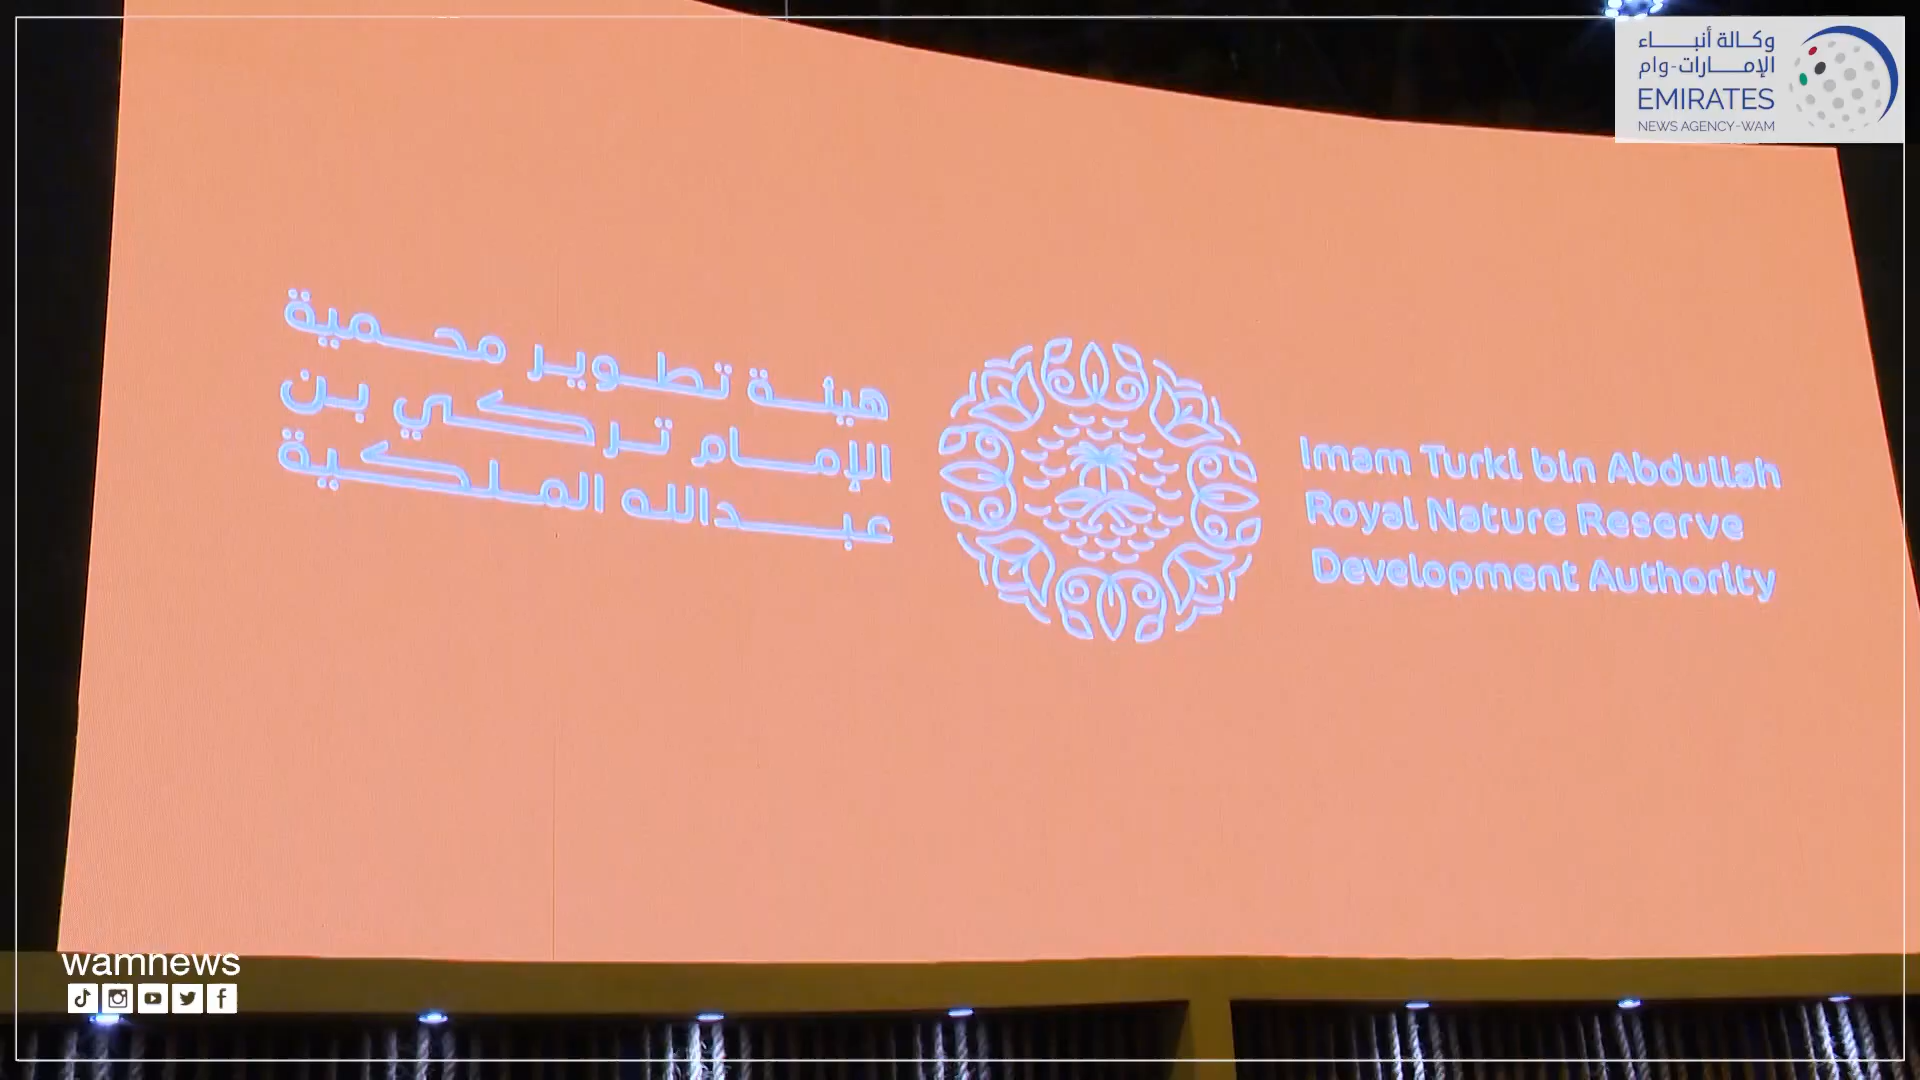 وكالة أنباء
الإمارات-وام
EMIRATES
NEWS AGENCY-WAM
هيئة تطوير محمية
الإمام تركي بن
عبدالله الملكية
Imam Turki bin Abdullah
Royal Nature Reserve
Development Authority
wamnews